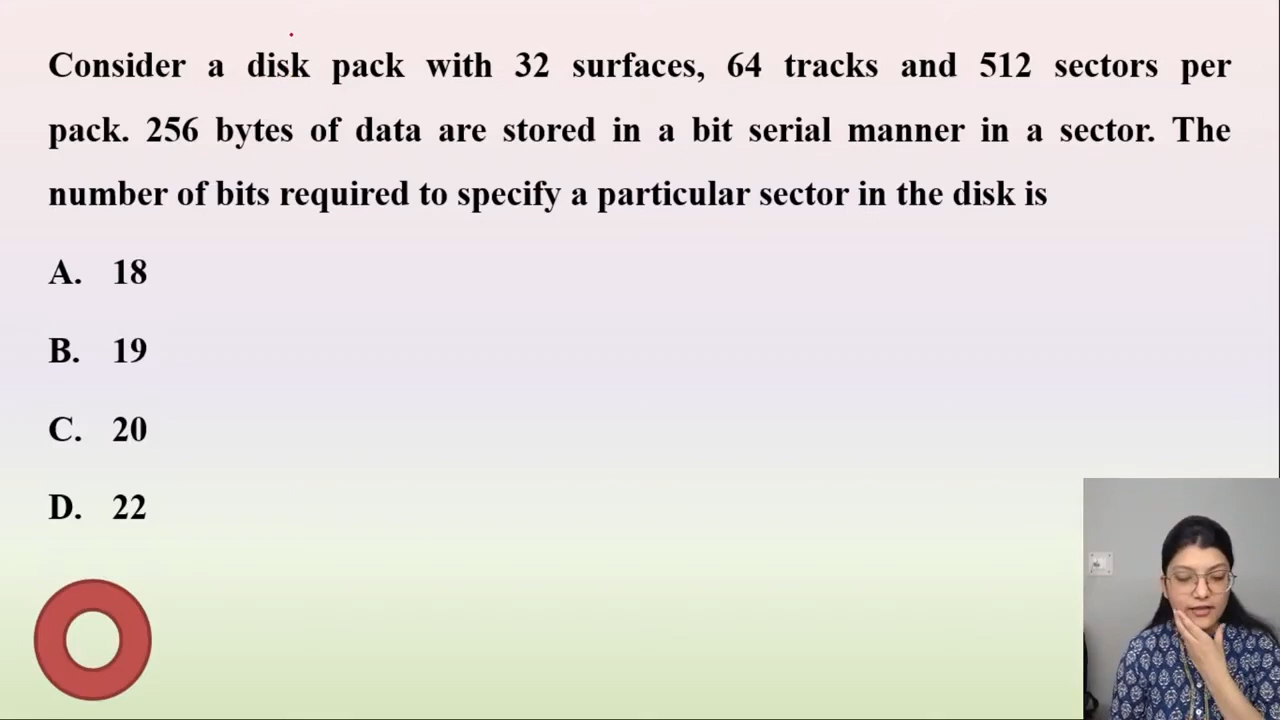 Consider a disk pack with 32 surfaces, 64 tracks and 512 sectors per
pack. 256 bytes of data are stored in a bit serial manner in a sector. The
number of bits required to specify a particular sector in the disk is
A. 18
B. 19
C. 20
D. 22